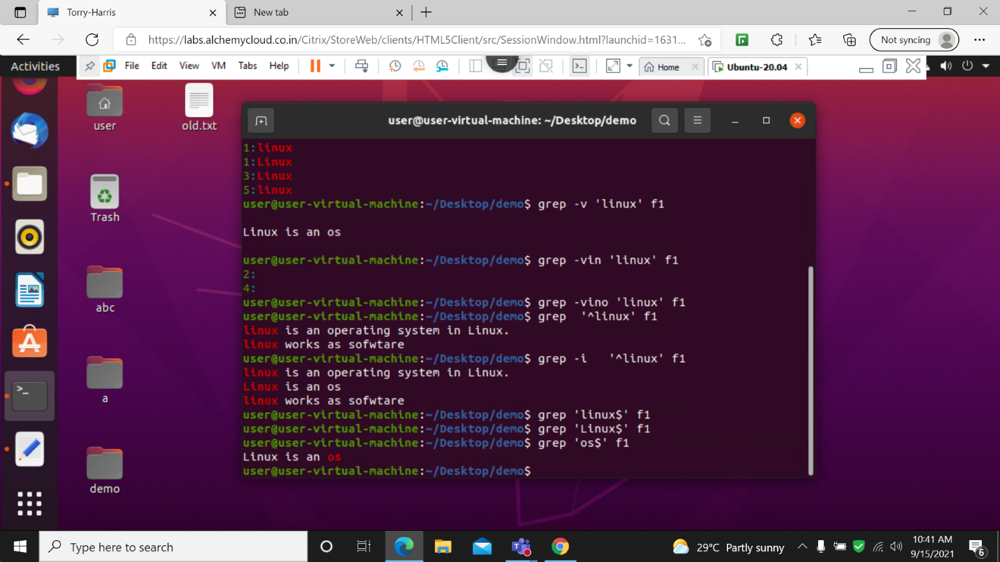 Torry-Harris
New tab
https://labs.alchemycloud.co.in/Citrix/StoreWeb/clients/HTML5Client/src/SessionWindow.html?launchid=1631...
Not syncing
Activities
File Edit View VM Tabs Help
Home
Ubuntu-20.04
user
old.txt
Trash
abc
a
demo
user@user-virtual-machine: ~/Desktop/demo
1:linux
1:Linux
3:Linux
5:linux
user@user-virtual-machine:~/Desktop/demo$ grep -v 'linux' f1
Linux is an os
user@user-virtual-machine:~/Desktop/demo$ grep -vin 'linux' f1
2:
4:
user@user-virtual-machine:~/Desktop/demo$ grep -vino 'linux' f1
user@user-virtual-machine:~/Desktop/demo$ grep  '^linux' f1
linux is an operating system in Linux.
linux works as sofwtare
user@user-virtual-machine:~/Desktop/demo$ grep -i   '^linux' f1
linux is an operating system in Linux.
Linux is an os
linux works as sofwtare
user@user-virtual-machine:~/Desktop/demo$ grep 'linux$' f1
user@user-virtual-machine:~/Desktop/demo$ grep 'Linux$' f1
user@user-virtual-machine:~/Desktop/demo$ grep 'os$' f1
Linux is an os
user@user-virtual-machine:~/Desktop/demo$
Type here to search
29°C Partly sunny
10:41 AM
9/15/2021
6